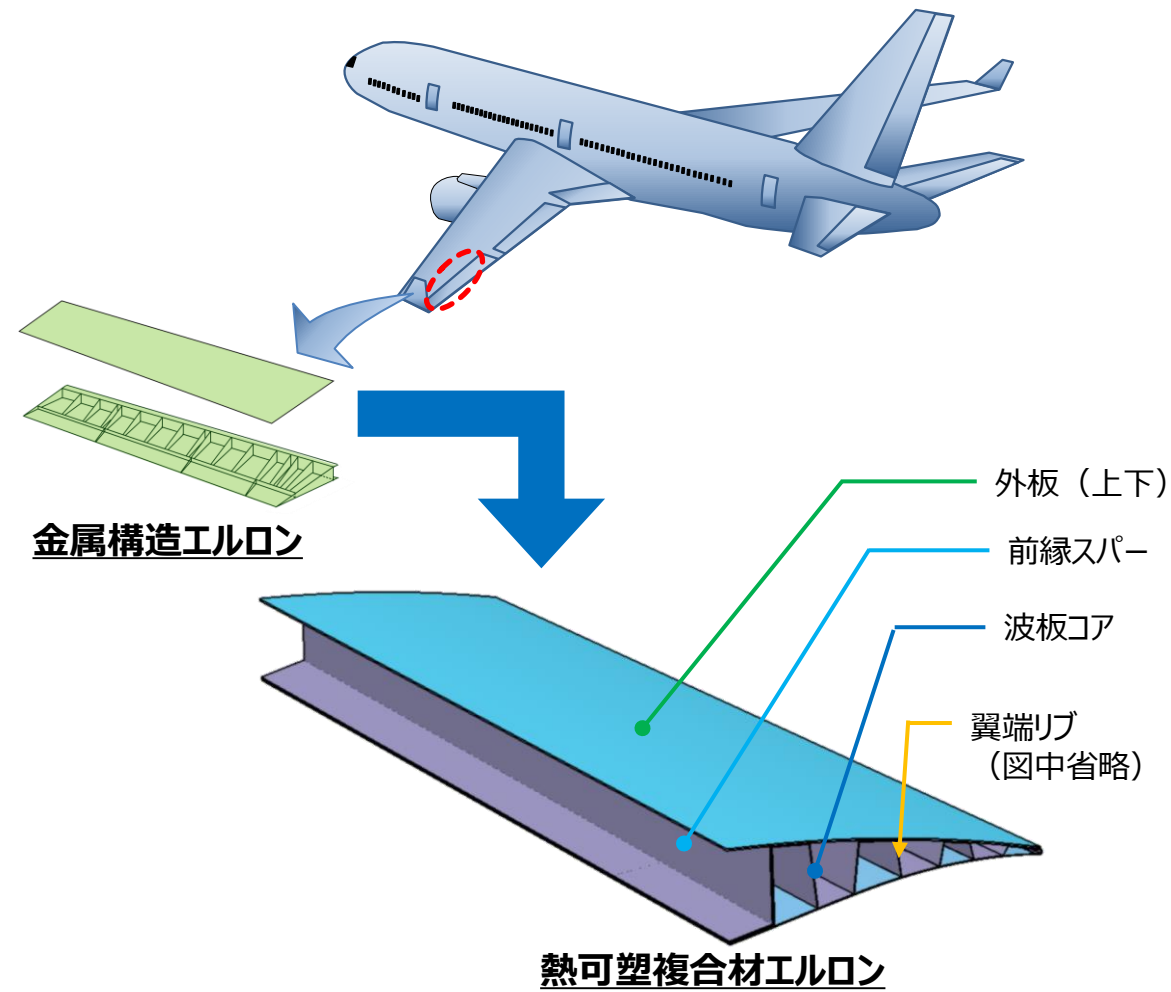 金属構造エルロン
外板（上下）
前縁スパー
波板コア
翼端リブ
（図中省略）
熱可塑複合材エルロン